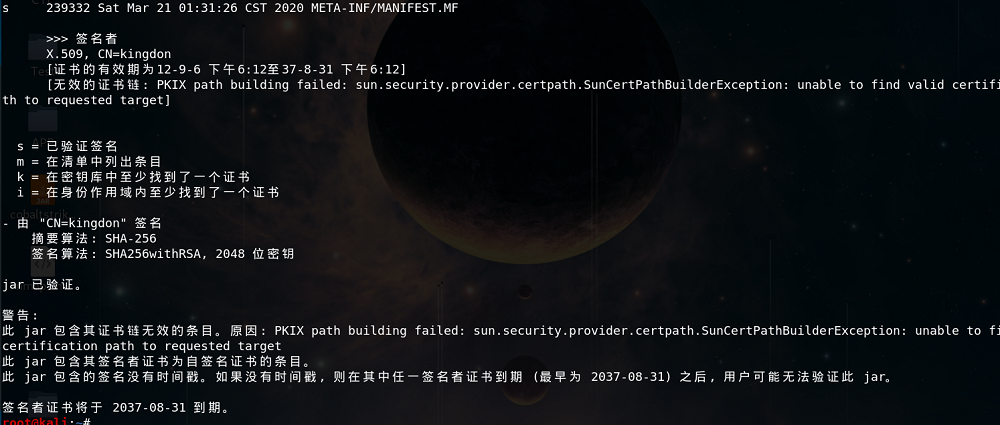 s     239332 Sat Mar 21 01:31:26 CST 2020 META-INF/MANIFEST.MF
>>> 签名者
X.509, CN=kingdon
[证书的有效期为12-9-6 下午6:12至37-8-31 下午6:12]
[无效的证书链: PKIX path building failed: sun.security.provider.certpath.SunCertPathBuilderException: unable to find valid certifi
th to requested target]
s = 已验证签名
m = 在清单中列出条目
k = 在密钥库中至少找到了一个证书
i = 在身份作用域内至少找到了一个证书
- 由 "CN=kingdon" 签名
摘要算法: SHA-256
签名算法: SHA256withRSA, 2048 位密钥
jar 已验证。
警告:
此 jar 包含其证书链无效的条目。原因: PKIX path building failed: sun.security.provider.certpath.SunCertPathBuilderException: unable to fi
certification path to requested target
此 jar 包含其签名者证书为自签名证书的条目。
此 jar 包含的签名没有时间戳。如果没有时间戳, 则在其中任一签名者证书到期 (最早为 2037-08-31) 之后, 用户可能无法验证此 jar。
签名者证书将于 2037-08-31 到期。
root@kali:~#